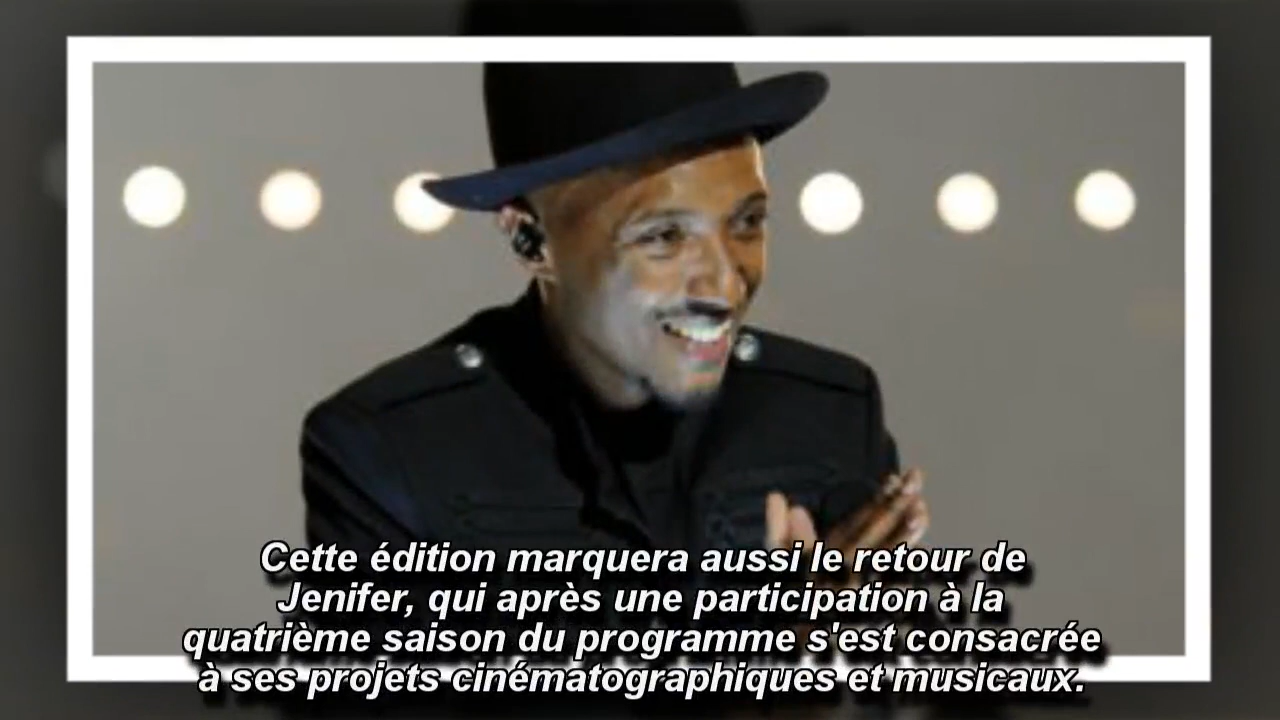 Cette édition marquera aussi le retour de
Jenifer, qui après une participation à la
quatrième saison du programme s'est consacrée
à ses projets cinématographiques et musicaux.